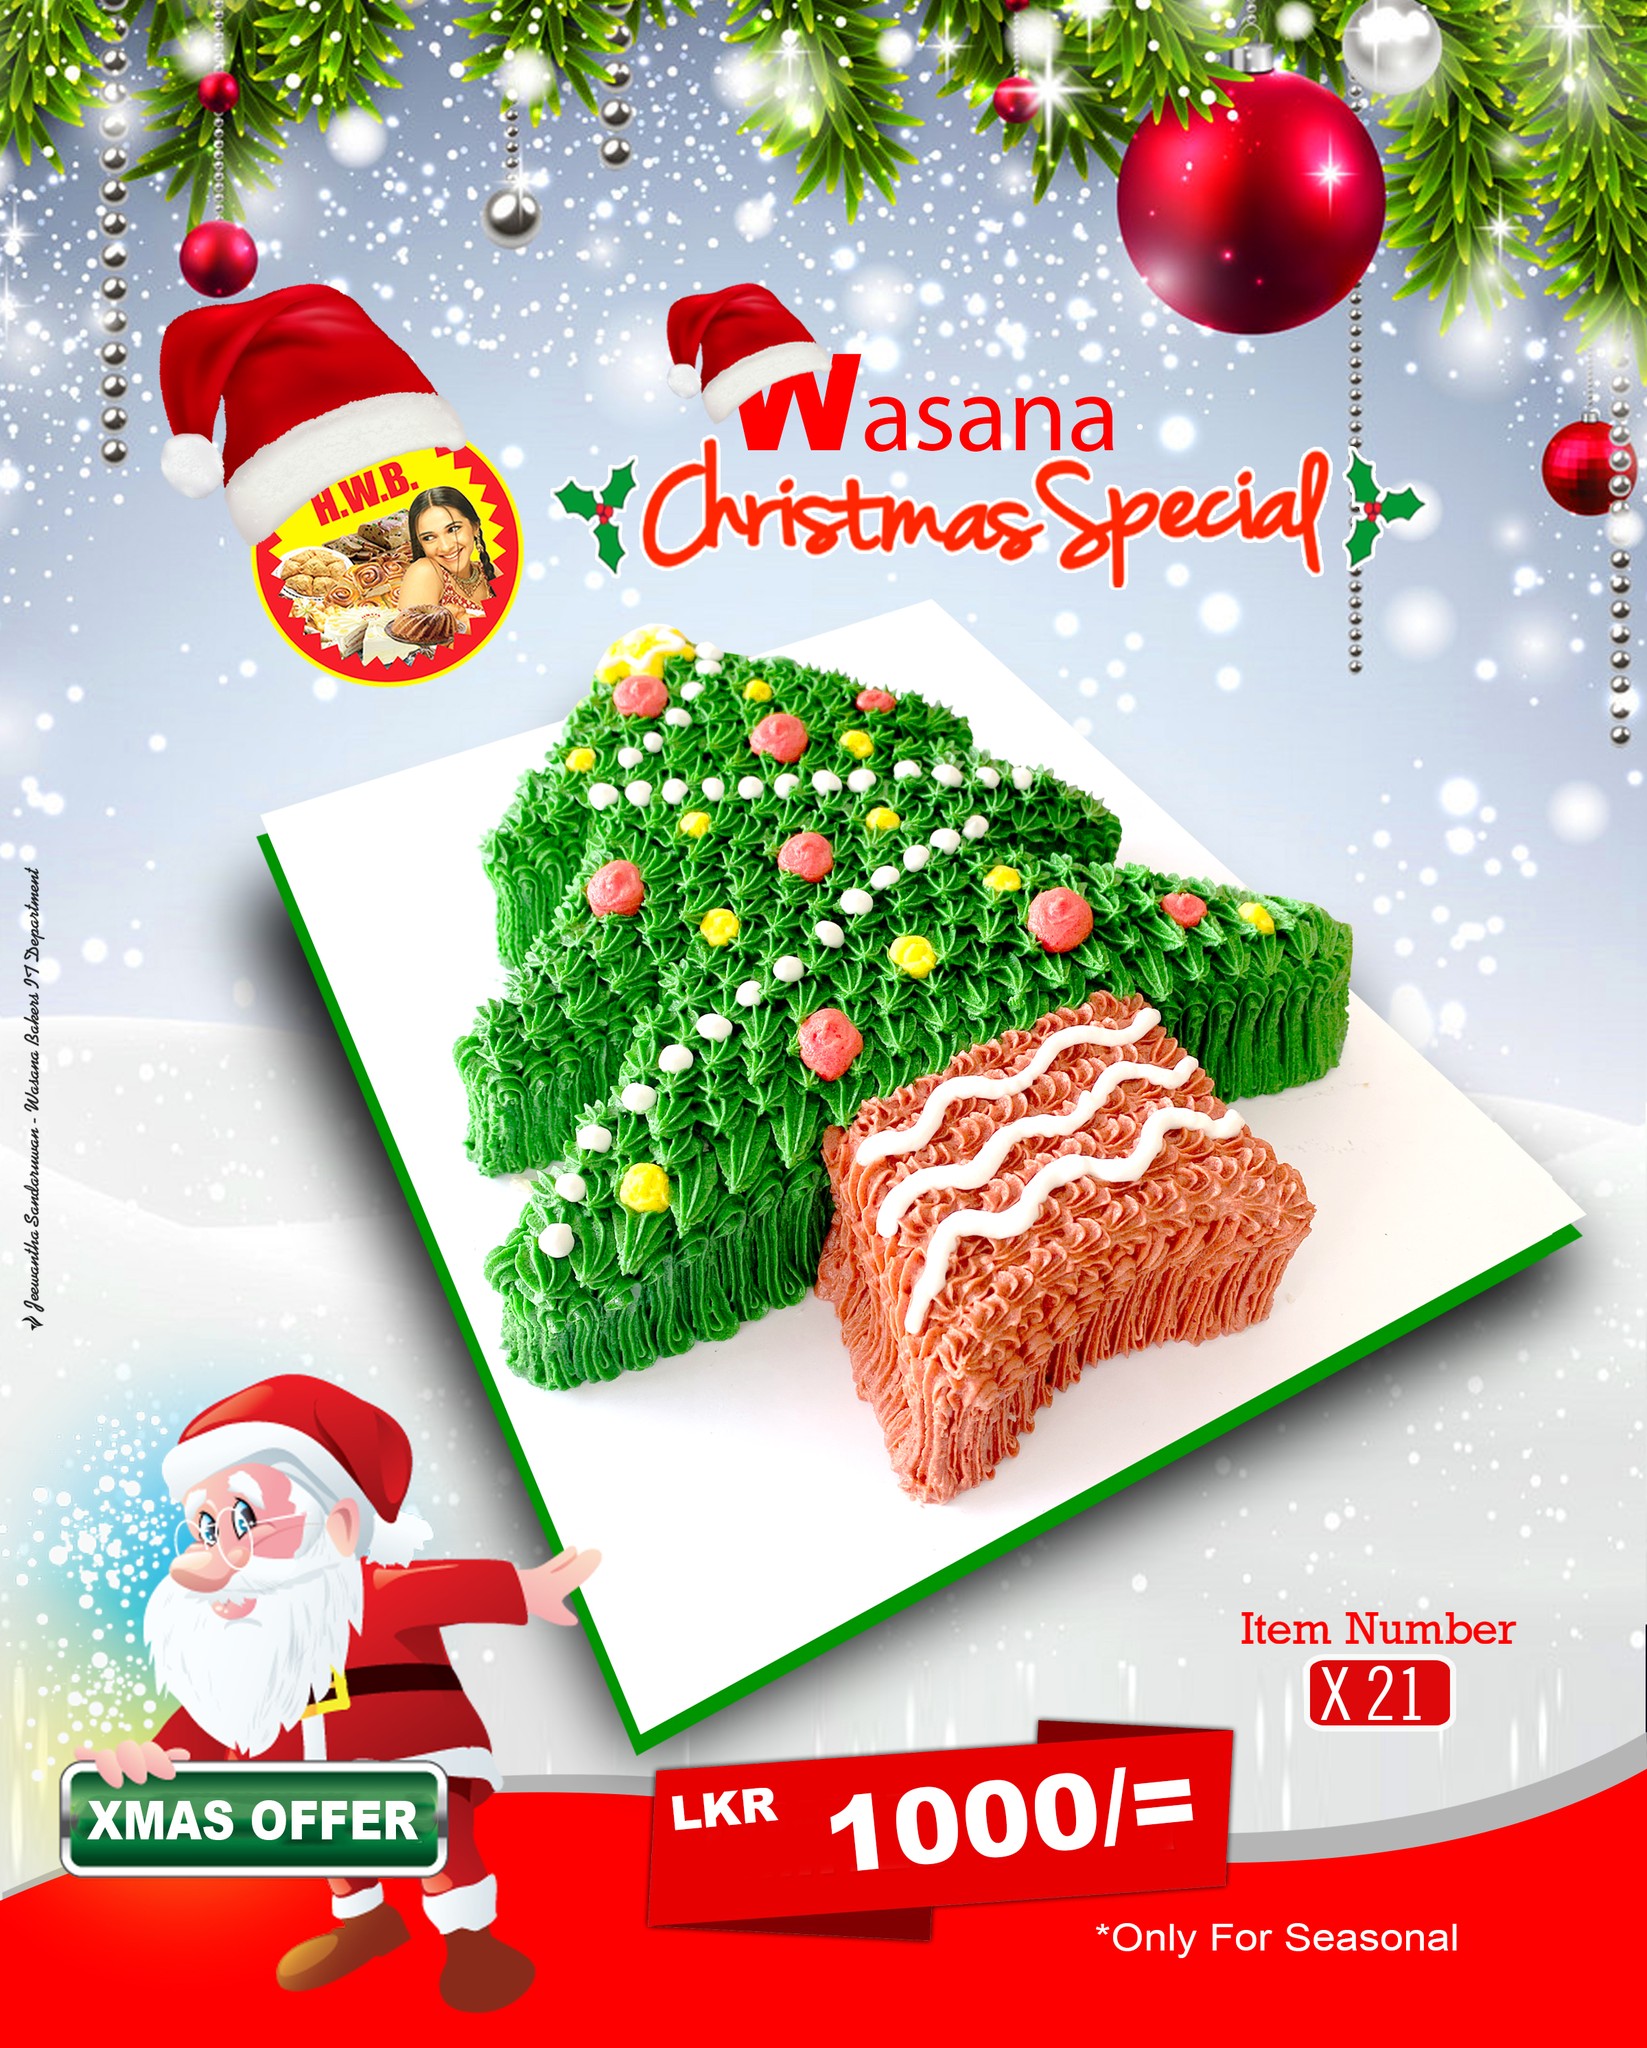 H.W.B.
Wasana
Christmas Special
Jeewantha Sandaruwan - Wasana Bakers IT Department
Item Number
X 21
XMAS OFFER
LKR 1000/=
*Only For Seasonal